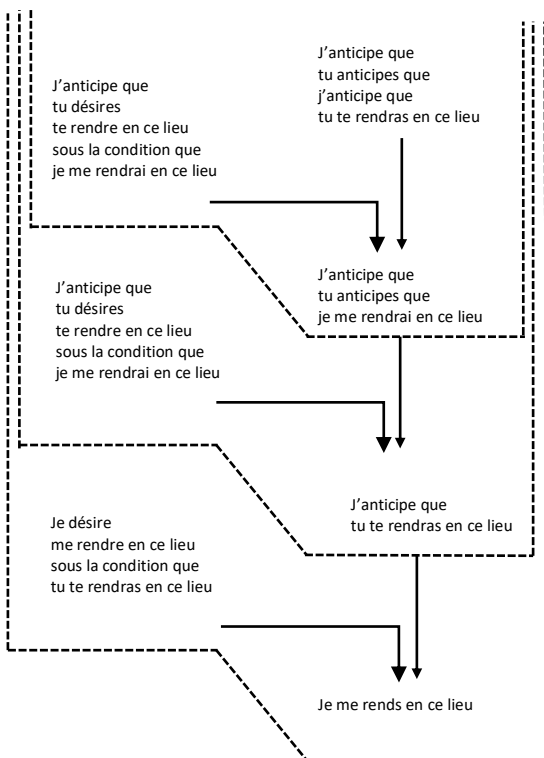 J’anticipe que
tu anticipes que
j’anticipe que
tu te rendras en ce lieu
J’anticipe que
tu désires
te rendre en ce lieu
sous la condition que
je me rendrai en ce lieu
J’anticipe que
tu anticipes que
je me rendrai en ce lieu
J’anticipe que
tu désires
te rendre en ce lieu
sous la condition que
je me rendrai en ce lieu
J’anticipe que
tu te rendras en ce lieu
Je désire
me rendre en ce lieu
sous la condition que
tu te rendras en ce lieu
Je me rends en ce lieu